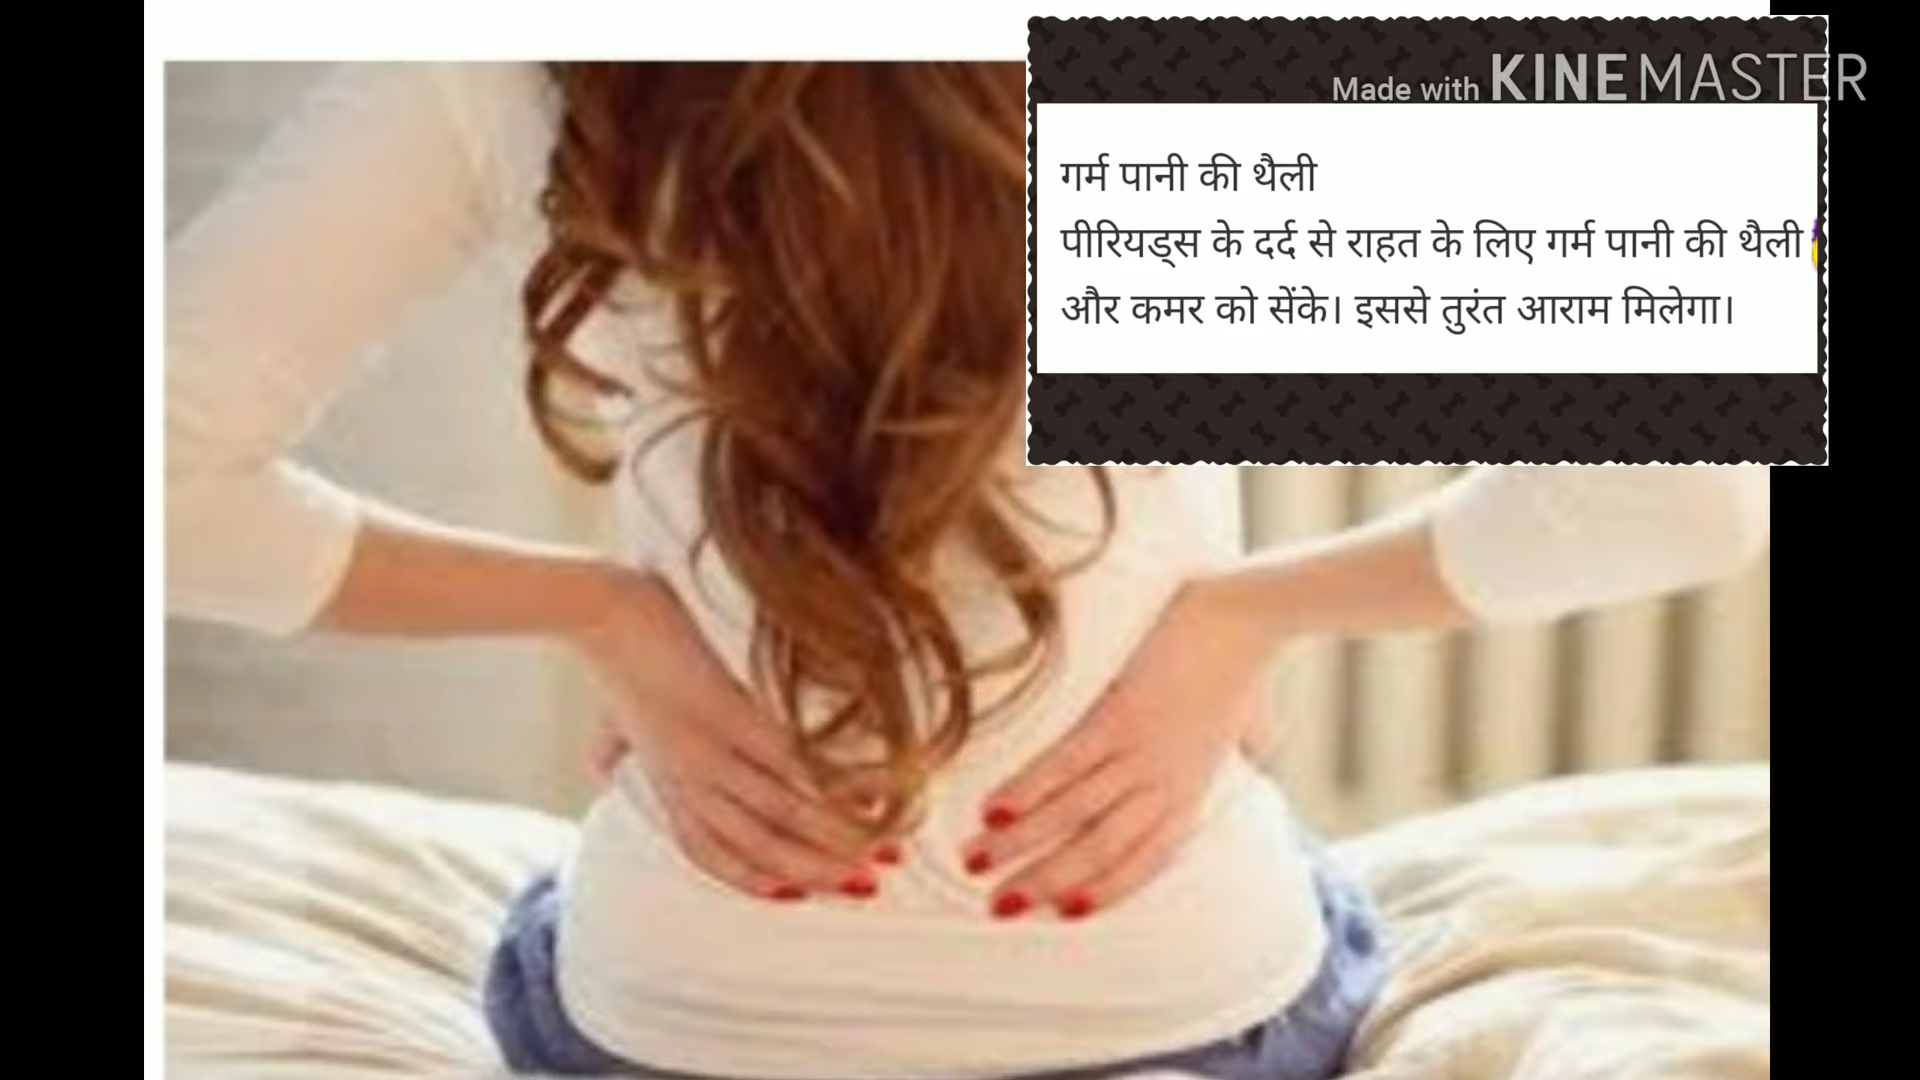 Made with KINEMASTER
गर्म पानी की थैली
पीरियड्स के दर्द से राहत के लिए गर्म पानी की थैली
और कमर को सेंके। इससे तुरंत आराम मिलेगा।